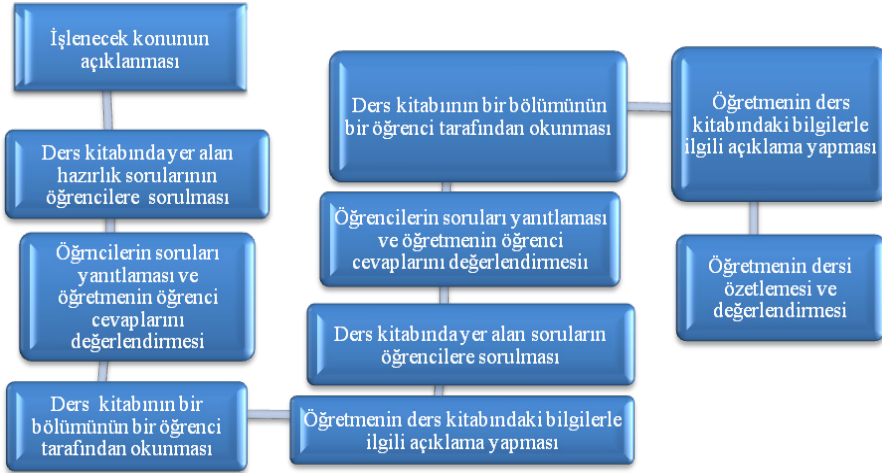 İşlenecek konunun
açıklanması
Ders kitabında yer alan
hazırlık sorularının
öğrencilere sorulması
Öğrncilerin soruları
yanıtlaması ve
öğretmenin öğrenci
cevaplarını
değerlendirmesi
Ders kitabının bir
bölümünün bir öğrenci
tarafından okunması
Öğretmenin ders kitabındaki bilgilerle
ilgili açıklama yapması
Ders kitabında yer alan soruların
öğrencilere sorulması
Öğrencilerin soruları yanıtlaması
ve öğretmenin öğrenci
cevaplarını değerlendirmesiı
Ders kitabıının bir bölümünün
bir öğrenci tarafından okunması
Öğretmenin ders
kitabındaki bilgilerle
ilgili açıklama yapması
Öğretmenin dersi
özetlemesi ve
değerlendirmesi